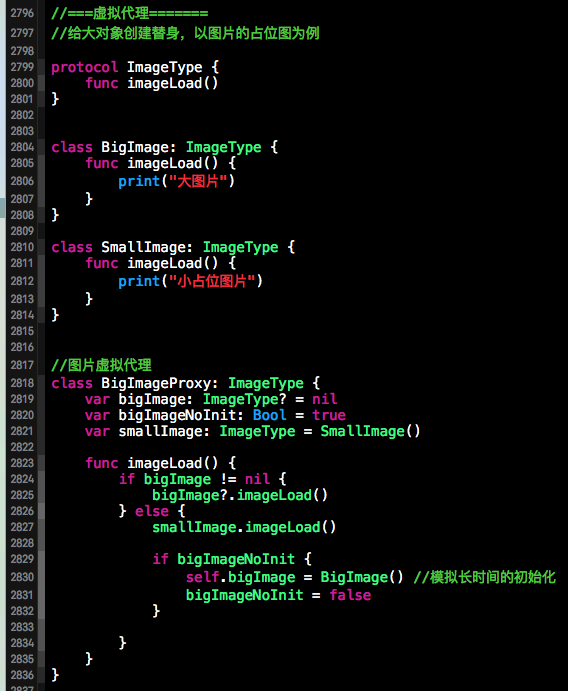 2796 //===虚拟代理=======
2797 //给大对象创建替身，以图片的占位图为例
2798
2799 protocol ImageType {
2800     func imageLoad()
2801 }
2802
2803
2804 class BigImage: ImageType {
2805     func imageLoad() {
2806         print("大图片")
2807     }
2808 }
2809
2810 class SmallImage: ImageType {
2811     func imageLoad() {
2812         print("小占位图片")
2813     }
2814 }
2815
2816
2817 //图片虚拟代理
2818 class BigImageProxy: ImageType {
2819     var bigImage: ImageType? = nil
2820     var bigImageNoInit: Bool = true
2821     var smallImage: ImageType = SmallImage()
2822
2823     func imageLoad() {
2824         if bigImage != nil {
2825             bigImage?.imageLoad()
2826         } else {
2827             smallImage.imageLoad()
2828
2829             if bigImageNoInit {
2830                 self.bigImage = BigImage() //模拟长时间的初始化
2831                 bigImageNoInit = false
2832             }
2833
2834         }
2835     }
2836 }